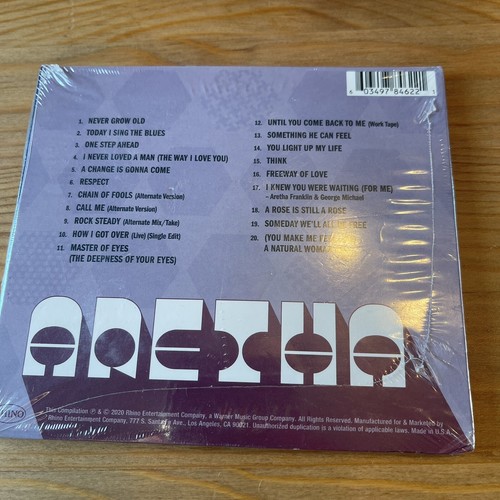 6 03497 84622 1
1. NEVER GROW OLD
2. TODAY I SING THE BLUES
3. ONE STEP AHEAD
4. I NEVER LOVED A MAN (THE WAY I LOVE YOU)
5. A CHANGE IS GONNA COME
6. RESPECT
7. CHAIN OF FOOLS (Alternate Version)
8. CALL ME (Alternate Version)
9. ROCK STEADY (Alternate Mix/Take)
10. HOW I GOT OVER (Live) (Single Edit)
11. MASTER OF EYES
(THE DEEPNESS OF YOUR EYES)
12. UNTIL YOU COME BACK TO ME (Work Tape)
13. SOMETHING HE CAN FEEL
14. YOU LIGHT UP MY LIFE
15. THINK
16. FREEWAY OF LOVE
17. I KNEW YOU WERE WAITING (FOR ME)
- Aretha Franklin & George Michael
18. A ROSE IS STILL A ROSE
19. SOMEDAY WE'LL ALL BE FREE
20. (YOU MAKE ME
A NATURAL WOMAN
ARETHA
RHINO
This Compilation ℗ & © 2020 Rhino Entertainment Company, a Warner Music Group Company. All Rights Reserved. Manufactured for & Marketed by
Rhino Entertainment Company, 777 S. Santa Fe Ave., Los Angeles, CA 90021. Unauthorized duplication is a violation of applicable laws. Made in U.S.A.